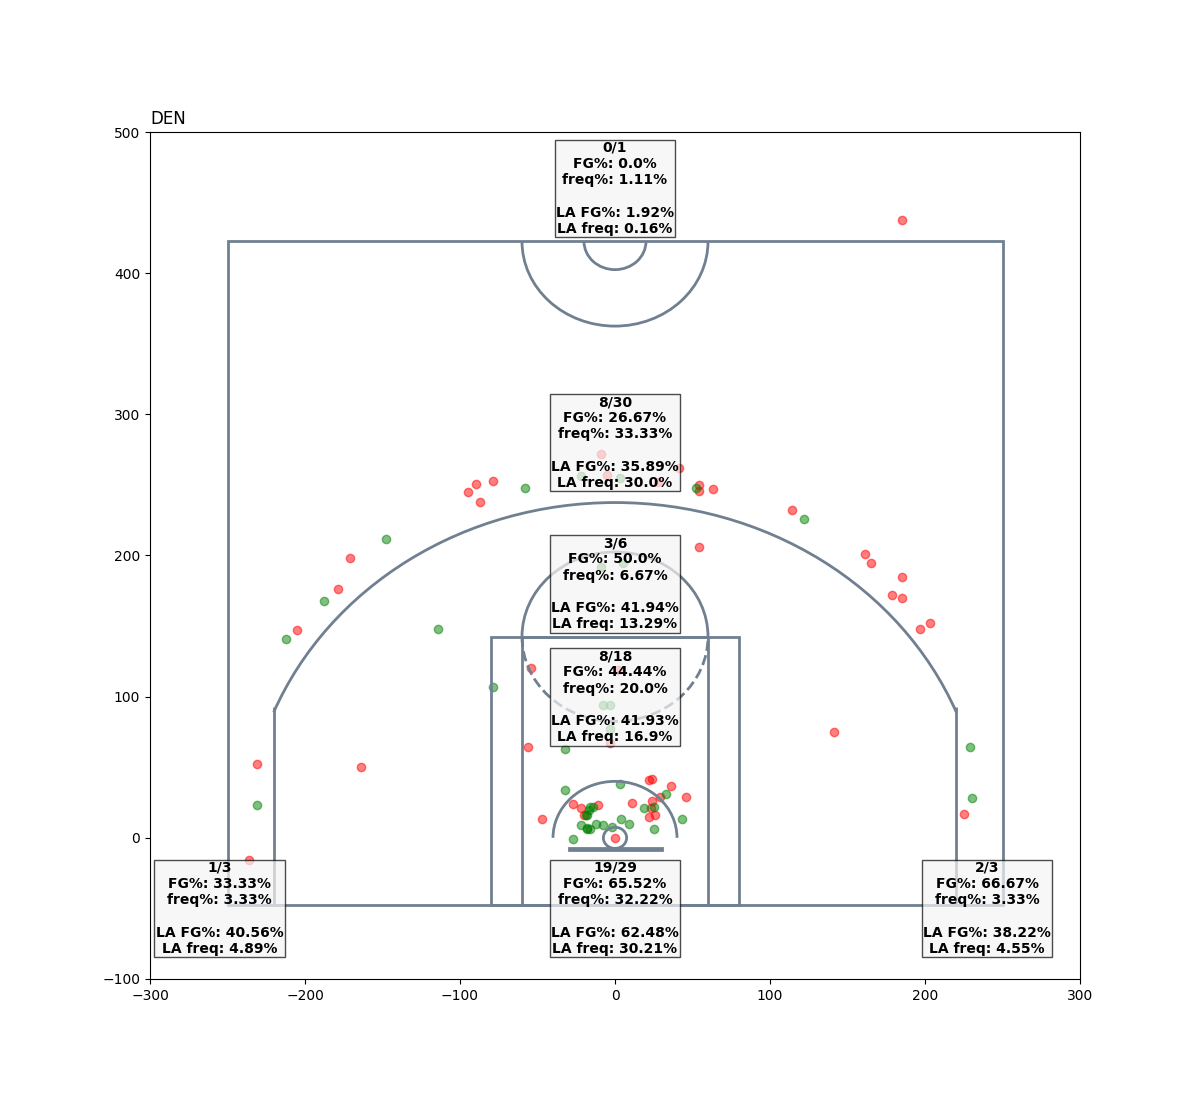 DEN
500
0/1
FG%: 0.0%
freq%: 1.11%
LA FG%: 1.92%
LA freq: 0.16%
400
300
8/30
FG%: 26.67%
freq%: 33.33%
LA FG%: 35.89%
LA freq: 30.0%
200
3/6
FG%: 50.0%
freq%: 6.67%
LA FG%: 41.94%
LA freq: 13.29%
8/18
FG%: 44.44%
freq%: 20.0%
LA FG%: 41.93%
LA freq: 16.9%
100
0
1/3
FG%: 33.33%
freq%: 3.33%
LA FG%: 40.56%
LA freq: 4.89%
19/29
FG%: 65.52%
freq%: 32.22%
LA FG%: 62.48%
LA freq: 30.21%
2/3
FG%: 66.67%
freq%: 3.33%
LA FG%: 38.22%
LA freq: 4.55%
−100
−300 −200 −100 0 100 200 300